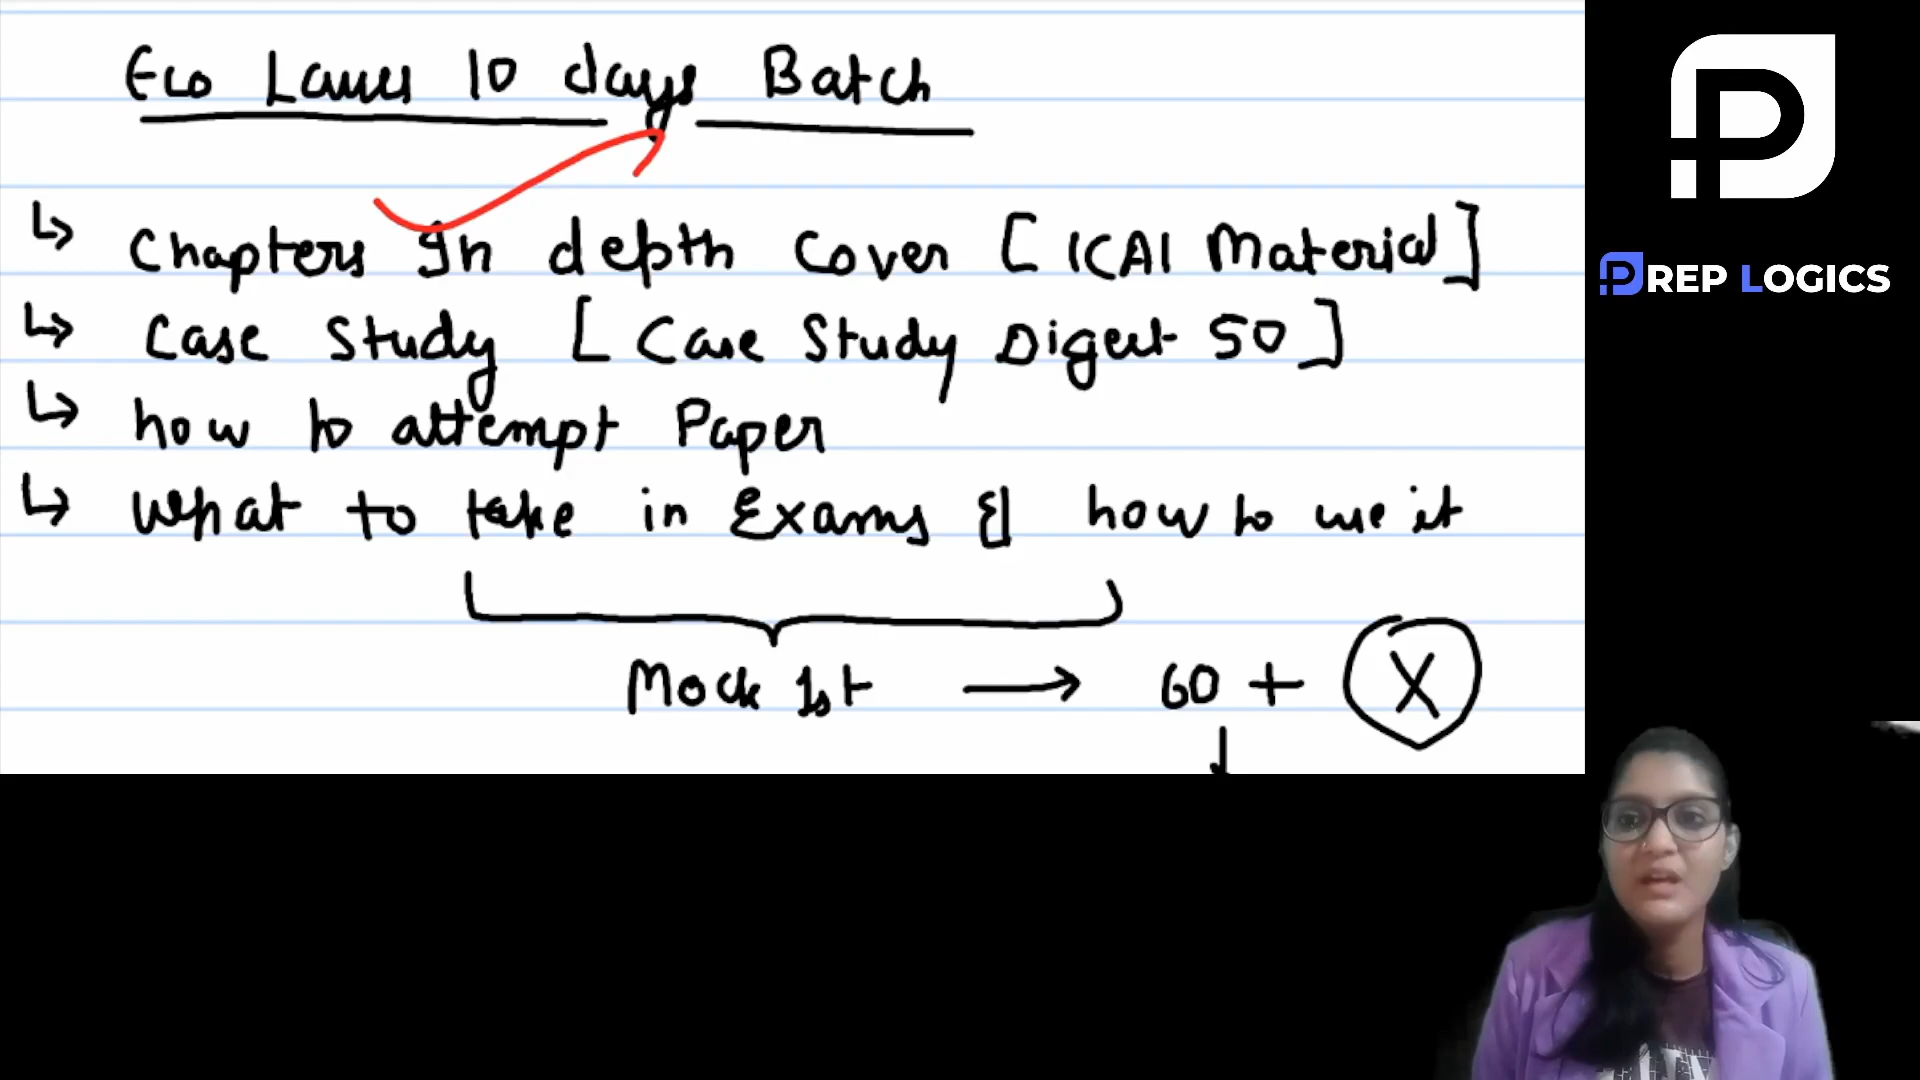 Eco Laws 10 days Batch
↳ Chapters In depth Cover [ICAI Material]
↳ Case Study [Case Study Digest 50]
↳ how to attempt Paper
↳ What to take in Exams & how to use it
Mock 1st → 60 + X
↓
PREP LOGICS